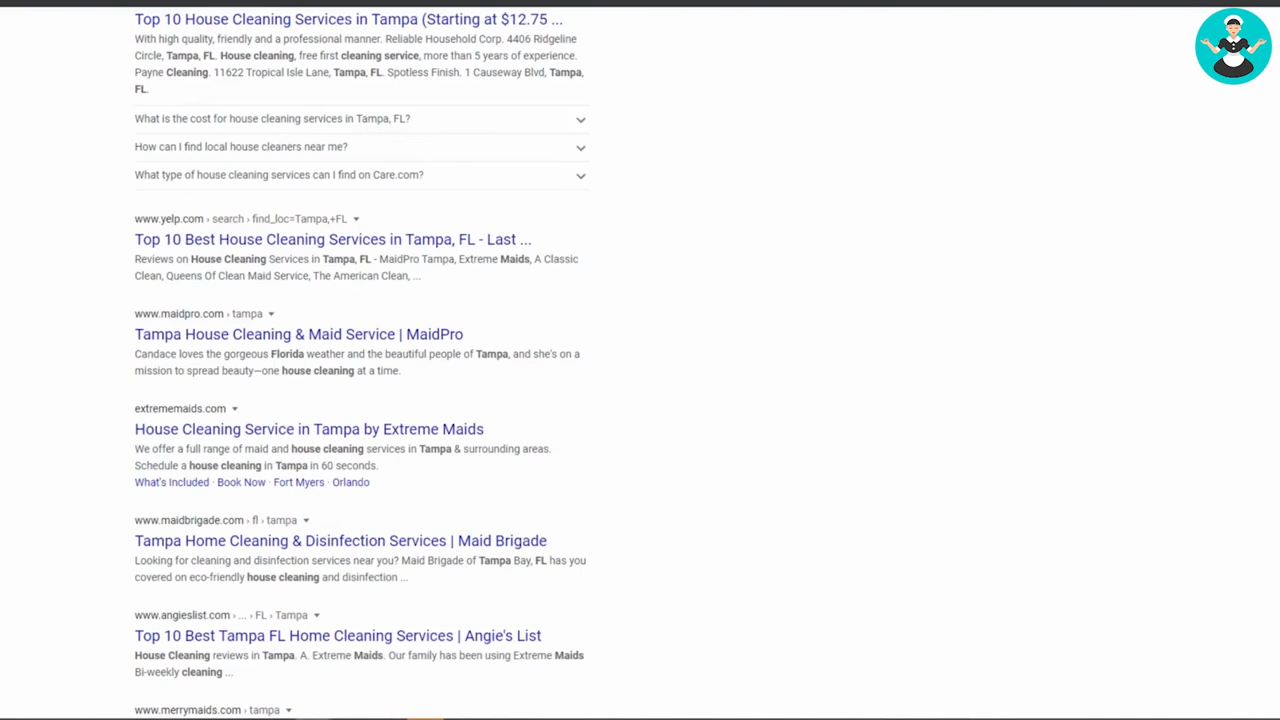 Top 10 House Cleaning Services in Tampa (Starting at $12.75 ...
With high quality, friendly and a professional manner. Reliable Household Corp. 4406 Ridgeline
Circle, Tampa, FL. House cleaning, free first cleaning service, more than 5 years of experience.
Payne Cleaning. 11622 Tropical Isle Lane, Tampa, FL. Spotless Finish. 1 Causeway Blvd, Tampa,
FL.
What is the cost for house cleaning services in Tampa, FL?
How can I find local house cleaners near me?
What type of house cleaning services can I find on Care.com?
www.yelp.com › search › find_loc=Tampa,+FL
Top 10 Best House Cleaning Services in Tampa, FL - Last ...
Reviews on House Cleaning Services in Tampa, FL - MaidPro Tampa, Extreme Maids, A Classic
Clean, Queens Of Clean Maid Service, The American Clean, ...
www.maidpro.com › tampa
Tampa House Cleaning & Maid Service | MaidPro
Candace loves the gorgeous Florida weather and the beautiful people of Tampa, and she's on a
mission to spread beauty—one house cleaning at a time.
extrememaids.com
House Cleaning Service in Tampa by Extreme Maids
We offer a full range of maid and house cleaning services in Tampa & surrounding areas.
Schedule a house cleaning in Tampa in 60 seconds.
What's Included · Book Now · Fort Myers · Orlando
www.maidbrigade.com › fl › tampa
Tampa Home Cleaning & Disinfection Services | Maid Brigade
Looking for cleaning and disinfection services near you? Maid Brigade of Tampa Bay, FL has you
covered on eco-friendly house cleaning and disinfection ...
www.angieslist.com › ... › FL › Tampa
Top 10 Best Tampa FL Home Cleaning Services | Angie's List
House Cleaning reviews in Tampa. A. Extreme Maids. Our family has been using Extreme Maids
Bi-weekly cleaning ...
www.merrymaids.com › tampa